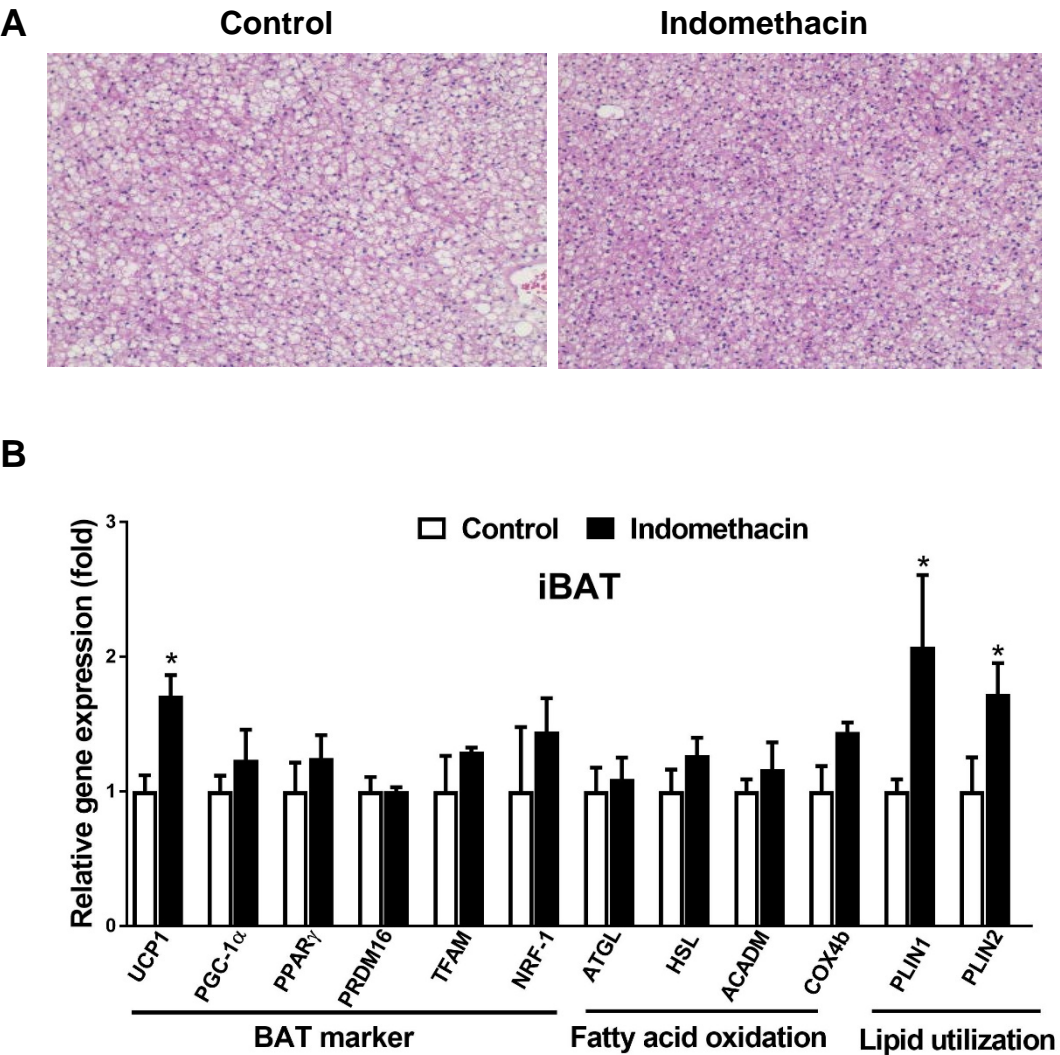 A
Control
Indomethacin
B
Relative gene expression (fold)
3
2
1
0
Control
Indomethacin
iBAT
*
*
*
UCP1
PGC-1α
PPARγ
PRDM16
TFAM
NRF-1
ATGL
HSL
ACADM
COX4b
PLIN1
PLIN2
BAT marker
Fatty acid oxidation
Lipid utilization